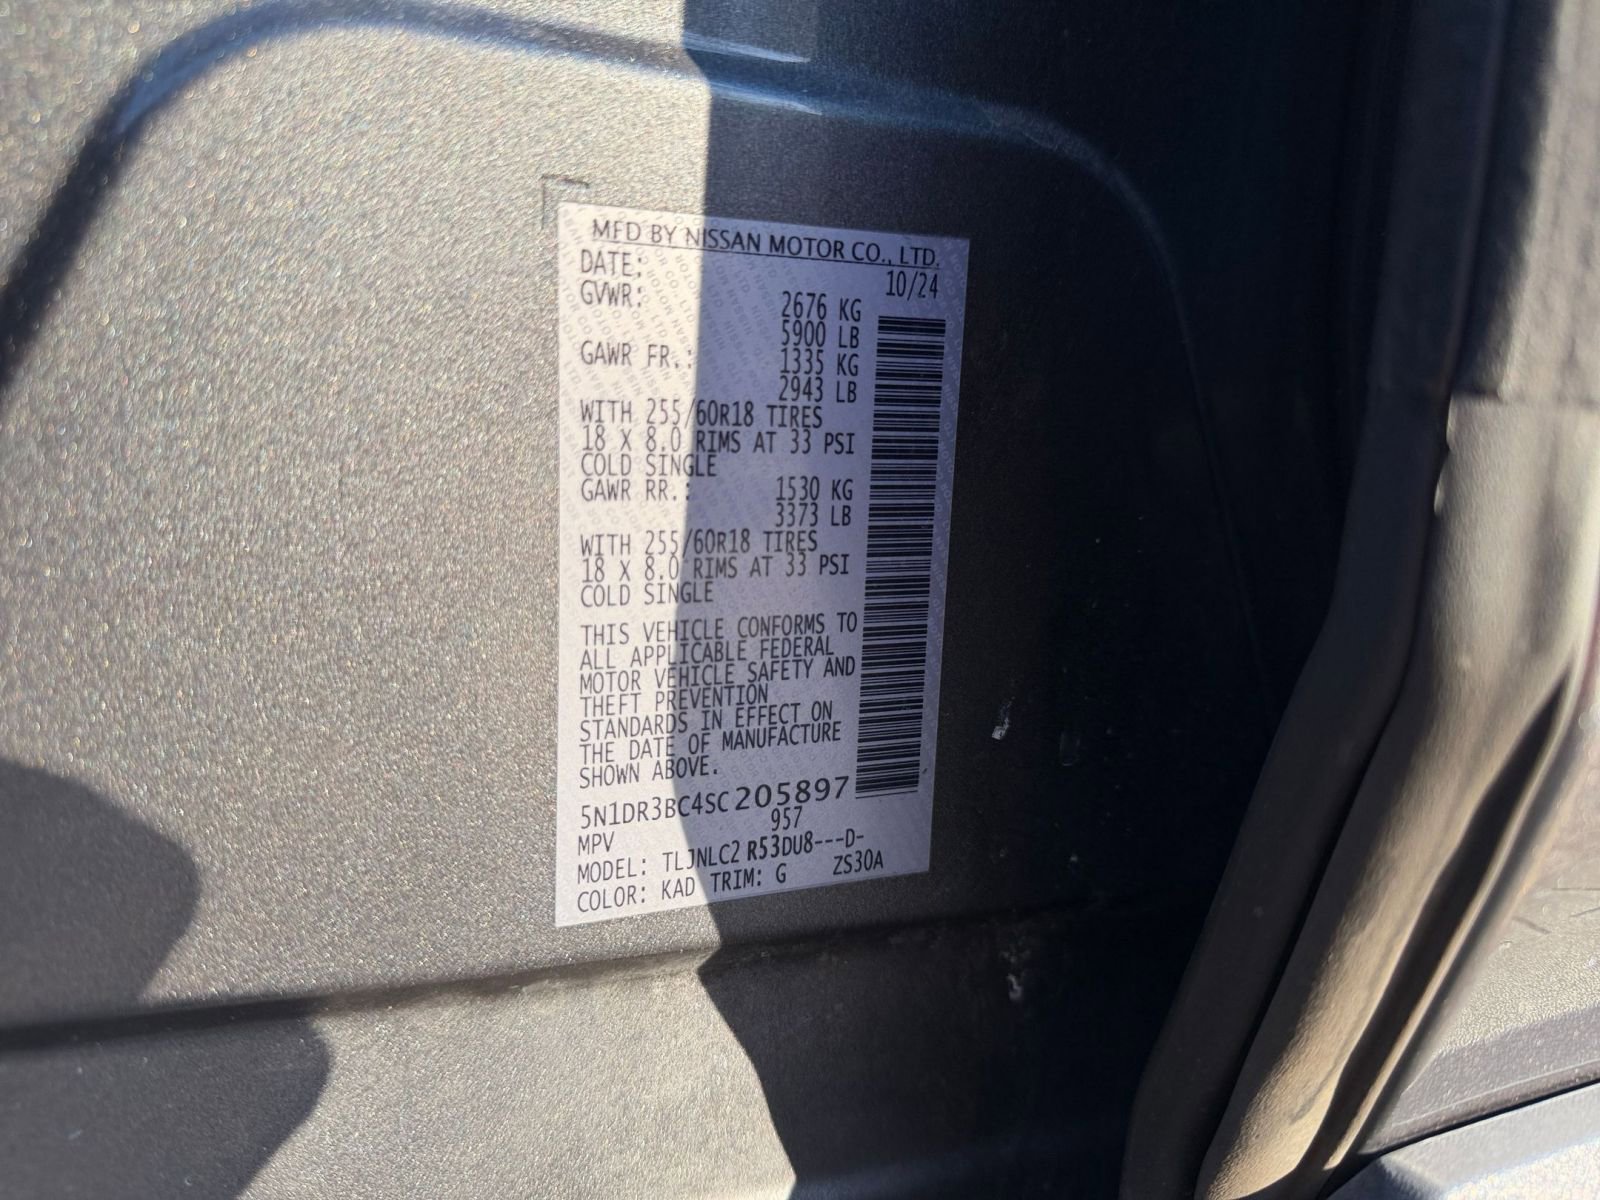 MFD BY NISSAN MOTOR CO., LTD.
DATE: 10/24
GVWR: 2676 KG
5900 LB
GAWR FR.: 1335 KG
2943 LB
WITH 255/60R18 TIRES
18 X 8.0 RIMS AT 33 PSI
COLD SINGLE
GAWR RR.: 1530 KG
3373 LB
WITH 255/60R18 TIRES
18 X 8.0 RIMS AT 33 PSI
COLD SINGLE
THIS VEHICLE CONFORMS TO
ALL APPLICABLE FEDERAL
MOTOR VEHICLE SAFETY AND
THEFT PREVENTION
STANDARDS IN EFFECT ON
THE DATE OF MANUFACTURE
SHOWN ABOVE.
5N1DR3BC4SC205897
MPV 957
MODEL: TLJNLC2 R53DU8---D-
COLOR: KAD TRIM: G ZS30A